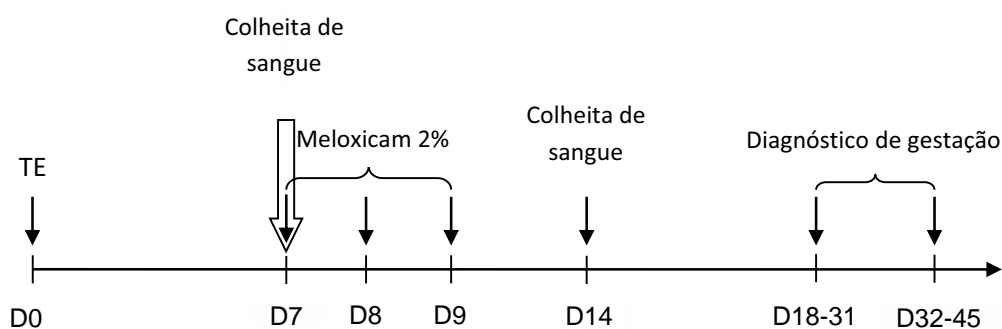 Colheita de
sangue
Colheita de
sangue
Meloxicam 2%
Diagnóstico de gestação
TE
D0
D7
D8
D9
D14
D18-31
D32-45